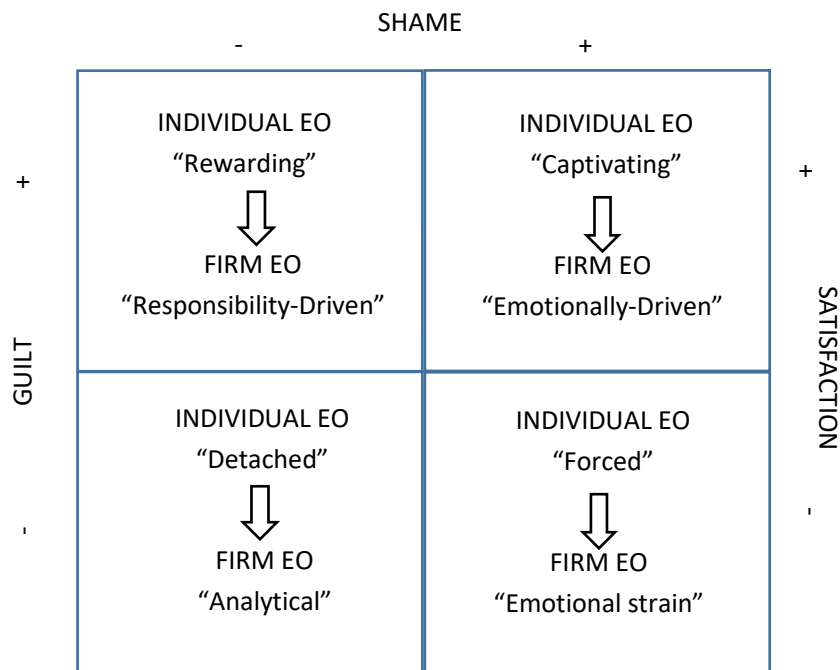 SHAME
- +
INDIVIDUAL EO
“Rewarding”
FIRM EO
“Responsibility-Driven”
INDIVIDUAL EO
“Captivating”
FIRM EO
“Emotionally-Driven”
+
GUILT
-
+
SATISFACTION
-
INDIVIDUAL EO
“Detached”
FIRM EO
“Analytical”
INDIVIDUAL EO
“Forced”
FIRM EO
“Emotional strain”